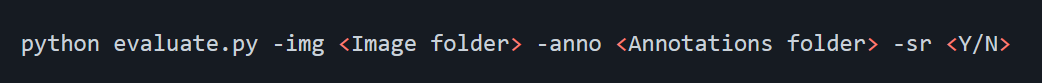 python evaluate.py -img <Image folder> -anno <Annotations folder> -sr <Y/N>